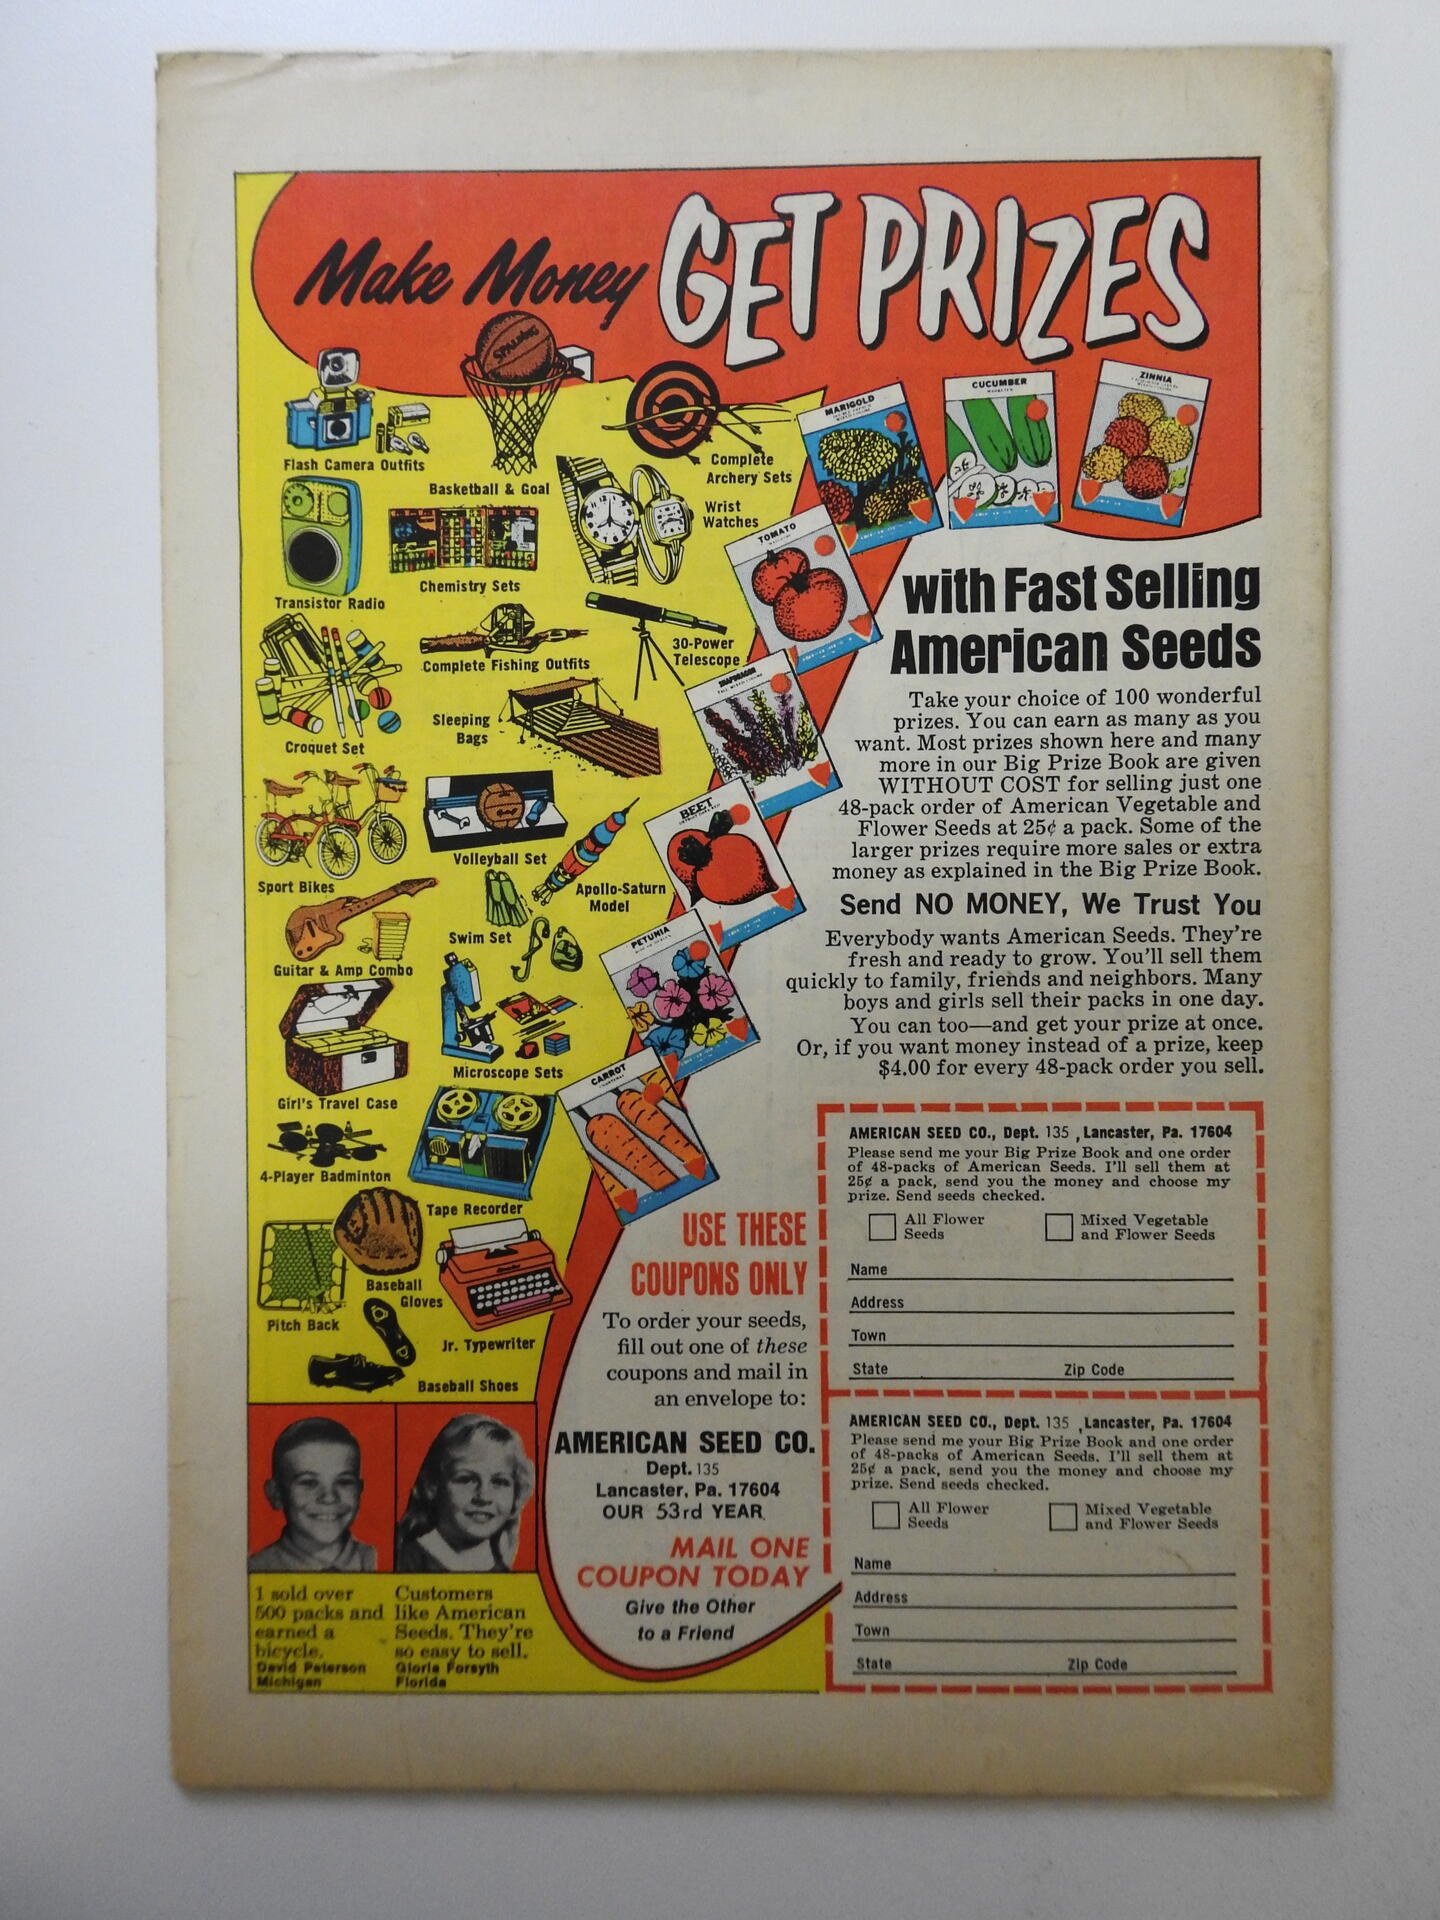 Make Money GET PRIZES
SPALDING
Flash Camera Outfits
Basketball & Goal
Complete
Archery Sets
Wrist
Watches
Transistor Radio
Chemistry Sets
Complete Fishing Outfits
30-Power
Telescope
Croquet Set
Sleeping
Bags
Sport Bikes
Volleyball Set
Apollo-Saturn
Model
Swim Set
Guitar & Amp Combo
Microscope Sets
Girl's Travel Case
4-Player Badminton
Tape Recorder
Baseball
Gloves
Pitch Back
Jr. Typewriter
Baseball Shoes
MARIGOLD
CUCUMBER
ZINNIA
TOMATO
SNAPDRAGON
BEET
PETUNIA
CARROT
with Fast Selling
American Seeds
Take your choice of 100 wonderful
prizes. You can earn as many as you
want. Most prizes shown here and many
more in our Big Prize Book are given
WITHOUT COST for selling just one
48-pack order of American Vegetable and
Flower Seeds at 25¢ a pack. Some of the
larger prizes require more sales or extra
money as explained in the Big Prize Book.
Send NO MONEY, We Trust You
Everybody wants American Seeds. They're
fresh and ready to grow. You'll sell them
quickly to family, friends and neighbors. Many
boys and girls sell their packs in one day.
You can too—and get your prize at once.
Or, if you want money instead of a prize, keep
$4.00 for every 48-pack order you sell.
USE THESE
COUPONS ONLY
To order your seeds,
fill out one of these
coupons and mail in
an envelope to:
AMERICAN SEED CO.
Dept. 135
Lancaster, Pa. 17604
OUR 53rd YEAR
MAIL ONE
COUPON TODAY
Give the Other
to a Friend
AMERICAN SEED CO., Dept. 135 , Lancaster, Pa. 17604
Please send me your Big Prize Book and one order
of 48-packs of American Seeds. I'll sell them at
25¢ a pack, send you the money and choose my
prize. Send seeds checked.
All Flower
Seeds
Mixed Vegetable
and Flower Seeds
Name
Address
Town
State Zip Code
AMERICAN SEED CO., Dept. 135 , Lancaster, Pa. 17604
Please send me your Big Prize Book and one order
of 48-packs of American Seeds. I'll sell them at
25¢ a pack, send you the money and choose my
prize. Send seeds checked.
All Flower
Seeds
Mixed Vegetable
and Flower Seeds
Name
Address
Town
State Zip Code
I sold over
500 packs and
earned a
bicycle.
David Peterson
Michigan
Customers
like American
Seeds. They're
so easy to sell.
Gloria Forsyth
Florida